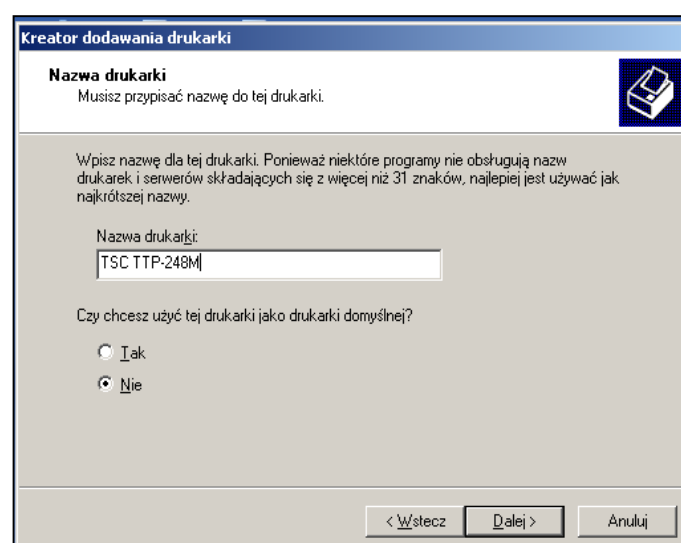 Kreator dodawania drukarki
Nazwa drukarki
Musisz przypisać nazwę do tej drukarki.
Wpisz nazwę dla tej drukarki. Ponieważ niektóre programy nie obsługują nazw
drukarek i serwerów składających się z więcej niż 31 znaków, najlepiej jest używać jak
najkrótszej nazwy.
Nazwa drukarki:
TSC TTP-248M
Czy chcesz użyć tej drukarki jako drukarki domyślnej?
Tak
Nie
< Wstecz
Dalej >
Anuluj